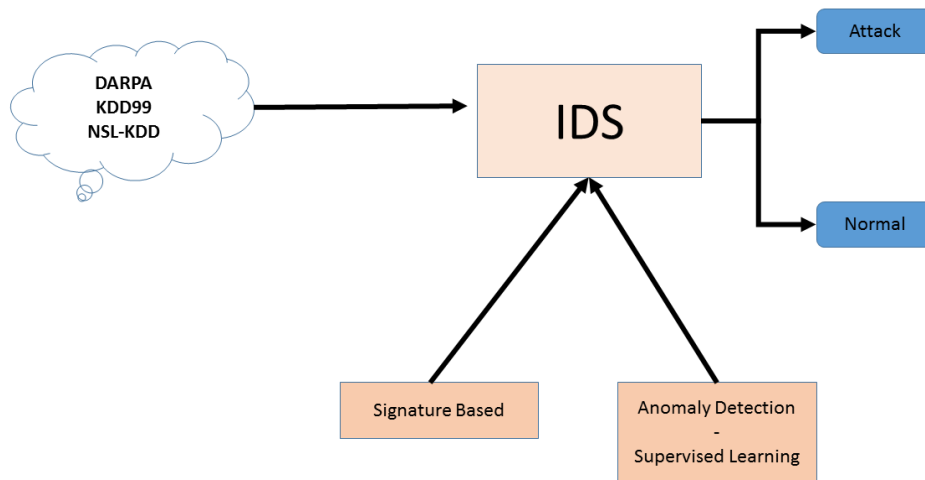 DARPA
KDD99
NSL-KDD
IDS
Attack
Normal
Signature Based
Anomaly Detection
-
Supervised Learning